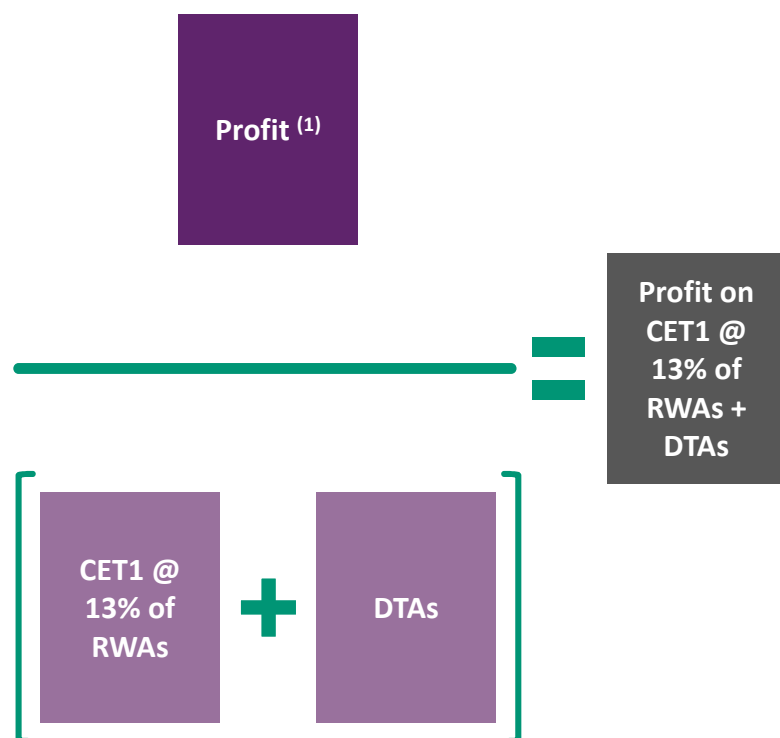 Profit (1)
Profit on
CET1 @
13% of
RWAs +
DTAs
CET1 @
13% of
RWAs
DTAs